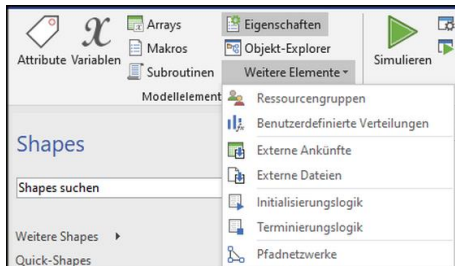 Attribute Variablen
Arrays
Makros
Subroutinen
Eigenschaften
Objekt-Explorer
Weitere Elemente
Simulieren
Modellelement
Ressourcengruppen
Benutzerdefinierte Verteilungen
Externe Ankünfte
Externe Dateien
Initialisierungslogik
Terminierungslogik
Pfadnetzwerke
Shapes
Shapes suchen
Weitere Shapes
Quick-Shapes